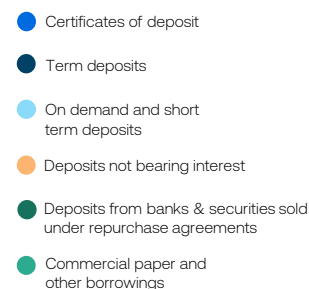 Certificates of deposit
Term deposits
On demand and short
term deposits
Deposits not bearing interest
Deposits from banks & securities sold
under repurchase agreements
Commercial paper and
other borrowings